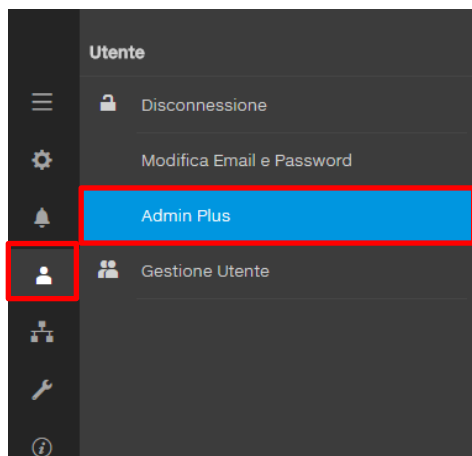 Utente
Disconnessione
Modifica Email e Password
Admin Plus
Gestione Utente